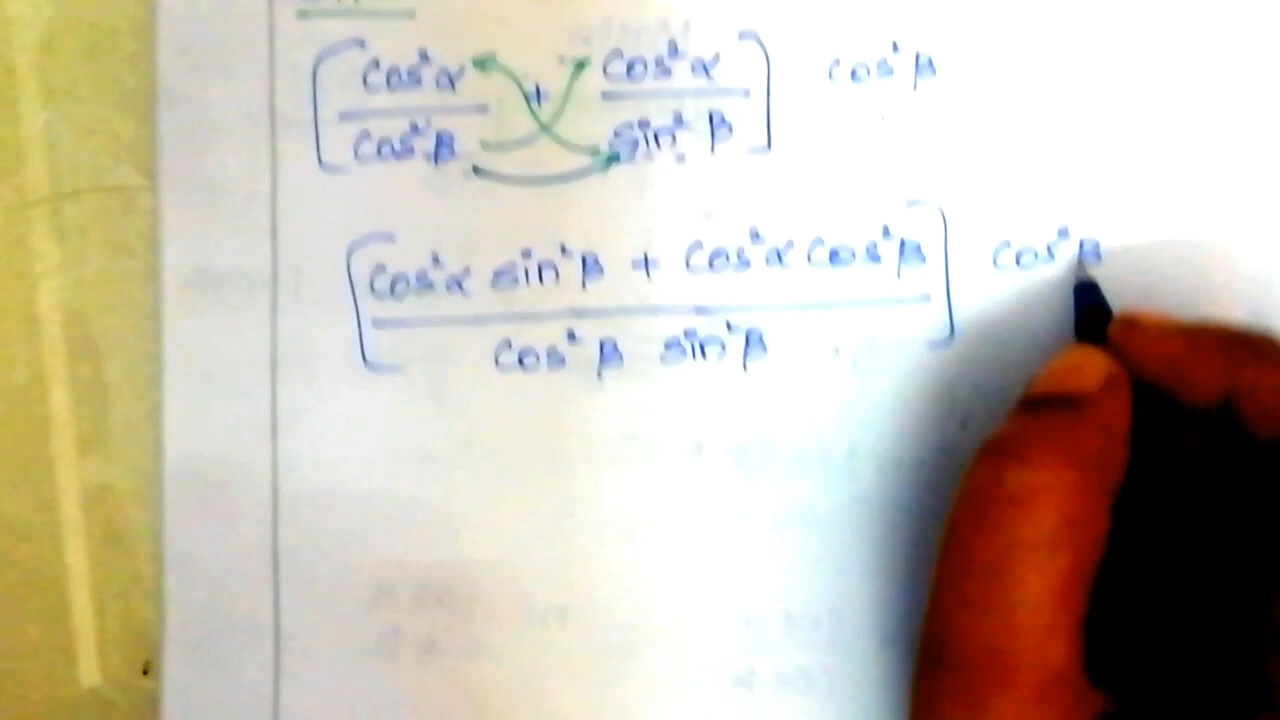 [cos²α / cos²β + cos²α / sin²β] cos²β
[cos²α sin²β + cos²α cos²β / cos²β sin²β] cos²β